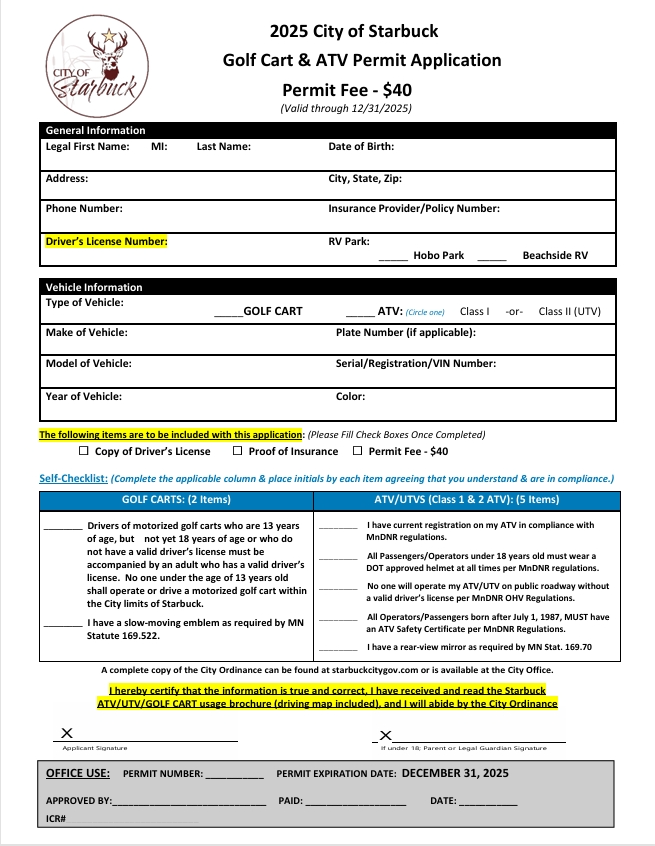 CITY OF
Starbuck
2025 City of Starbuck
Golf Cart & ATV Permit Application
Permit Fee - $40
(Valid through 12/31/2025)
General Information
Legal First Name: MI: Last Name: Date of Birth:
Address: City, State, Zip:
Phone Number: Insurance Provider/Policy Number:
Driver's License Number: RV Park:
_____ Hobo Park _____ Beachside RV
Vehicle Information
Type of Vehicle:
_____GOLF CART _____ ATV: (Circle one) Class I -or- Class II (UTV)
Make of Vehicle: Plate Number (if applicable):
Model of Vehicle: Serial/Registration/VIN Number:
Year of Vehicle: Color:
The following items are to be included with this application: (Please Fill Check Boxes Once Completed)
☐ Copy of Driver's License ☐ Proof of Insurance ☐ Permit Fee - $40
Self-Checklist: (Complete the applicable column & place initials by each item agreeing that you understand & are in compliance.)
GOLF CARTS: (2 Items)
_______ Drivers of motorized golf carts who are 13 years
of age, but not yet 18 years of age or who do
not have a valid driver's license must be
accompanied by an adult who has a valid driver's
license. No one under the age of 13 years old
shall operate or drive a motorized golf cart within
the City limits of Starbuck.
_______ I have a slow-moving emblem as required by MN
Statute 169.522.
ATV/UTVS (Class 1 & 2 ATV): (5 Items)
_______ I have current registration on my ATV in compliance with
MnDNR regulations.
_______ All Passengers/Operators under 18 years old must wear a
DOT approved helmet at all times per MnDNR regulations.
_______ No one will operate my ATV/UTV on public roadway without
a valid driver's license per MnDNR OHV Regulations.
_______ All Operators/Passengers born after July 1, 1987, MUST have
an ATV Safety Certificate per MnDNR Regulations.
_______ I have a rear-view mirror as required by MN Stat. 169.70
A complete copy of the City Ordinance can be found at starbuckcitygov.com or is available at the City Office.
I hereby certify that the information is true and correct, I have received and read the Starbuck
ATV/UTV/GOLF CART usage brochure (driving map included), and I will abide by the City Ordinance
X X
Applicant Signature If under 18; Parent or Legal Guardian Signature
OFFICE USE: PERMIT NUMBER: __________ PERMIT EXPIRATION DATE: DECEMBER 31, 2025
APPROVED BY:___________________________ PAID: __________________ DATE: __________
ICR#______________________